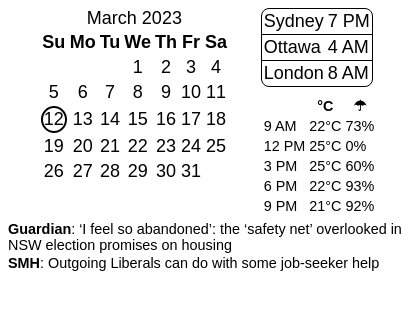 March 2023
Su Mo Tu We Th Fr Sa
1 2 3 4
5 6 7 8 9 10 11
12 13 14 15 16 17 18
19 20 21 22 23 24 25
26 27 28 29 30 31
Sydney 7 PM
Ottawa 4 AM
London 8 AM
°C ☂
9 AM 22°C 73%
12 PM 25°C 0%
3 PM 25°C 60%
6 PM 22°C 93%
9 PM 21°C 92%
Guardian: ‘I feel so abandoned’: the ‘safety net’ overlooked in
NSW election promises on housing
SMH: Outgoing Liberals can do with some job-seeker help